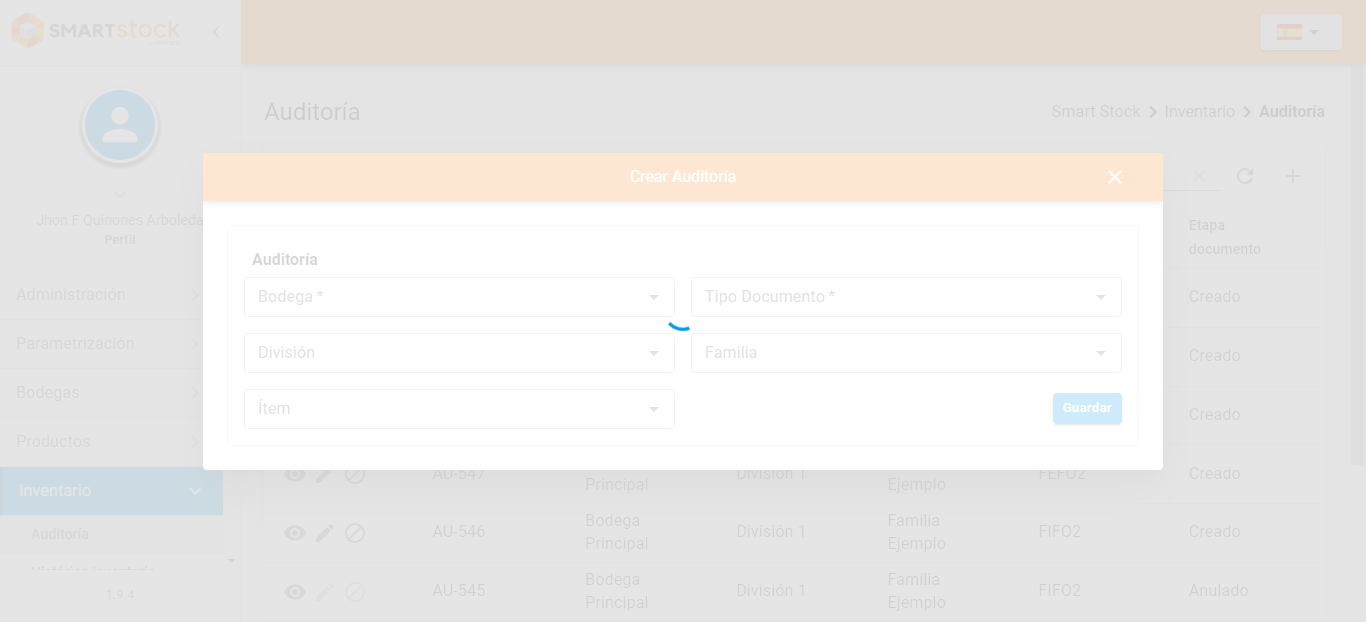 SMARTstock
Auditoría
Smart Stock > Inventario > Auditoría
Jhon F Quinones Arboleda
Perfil
Administración
Parametrización
Bodegas
Productos
Inventario
Auditoría
Histórico inventario
1.9.4
Crear Auditoría
Auditoría
Bodega *
Tipo Documento *
División
Familia
Ítem
Guardar
Etapa
documento
Creado
Creado
Creado
AU-547
Principal
División 1
Ejemplo
FEFO2
Creado
AU-546
Bodega
Principal
División 1
Familia
Ejemplo
FIFO2
Creado
AU-545
Bodega
Principal
División 1
Familia
Ejemplo
FIFO2
Anulado